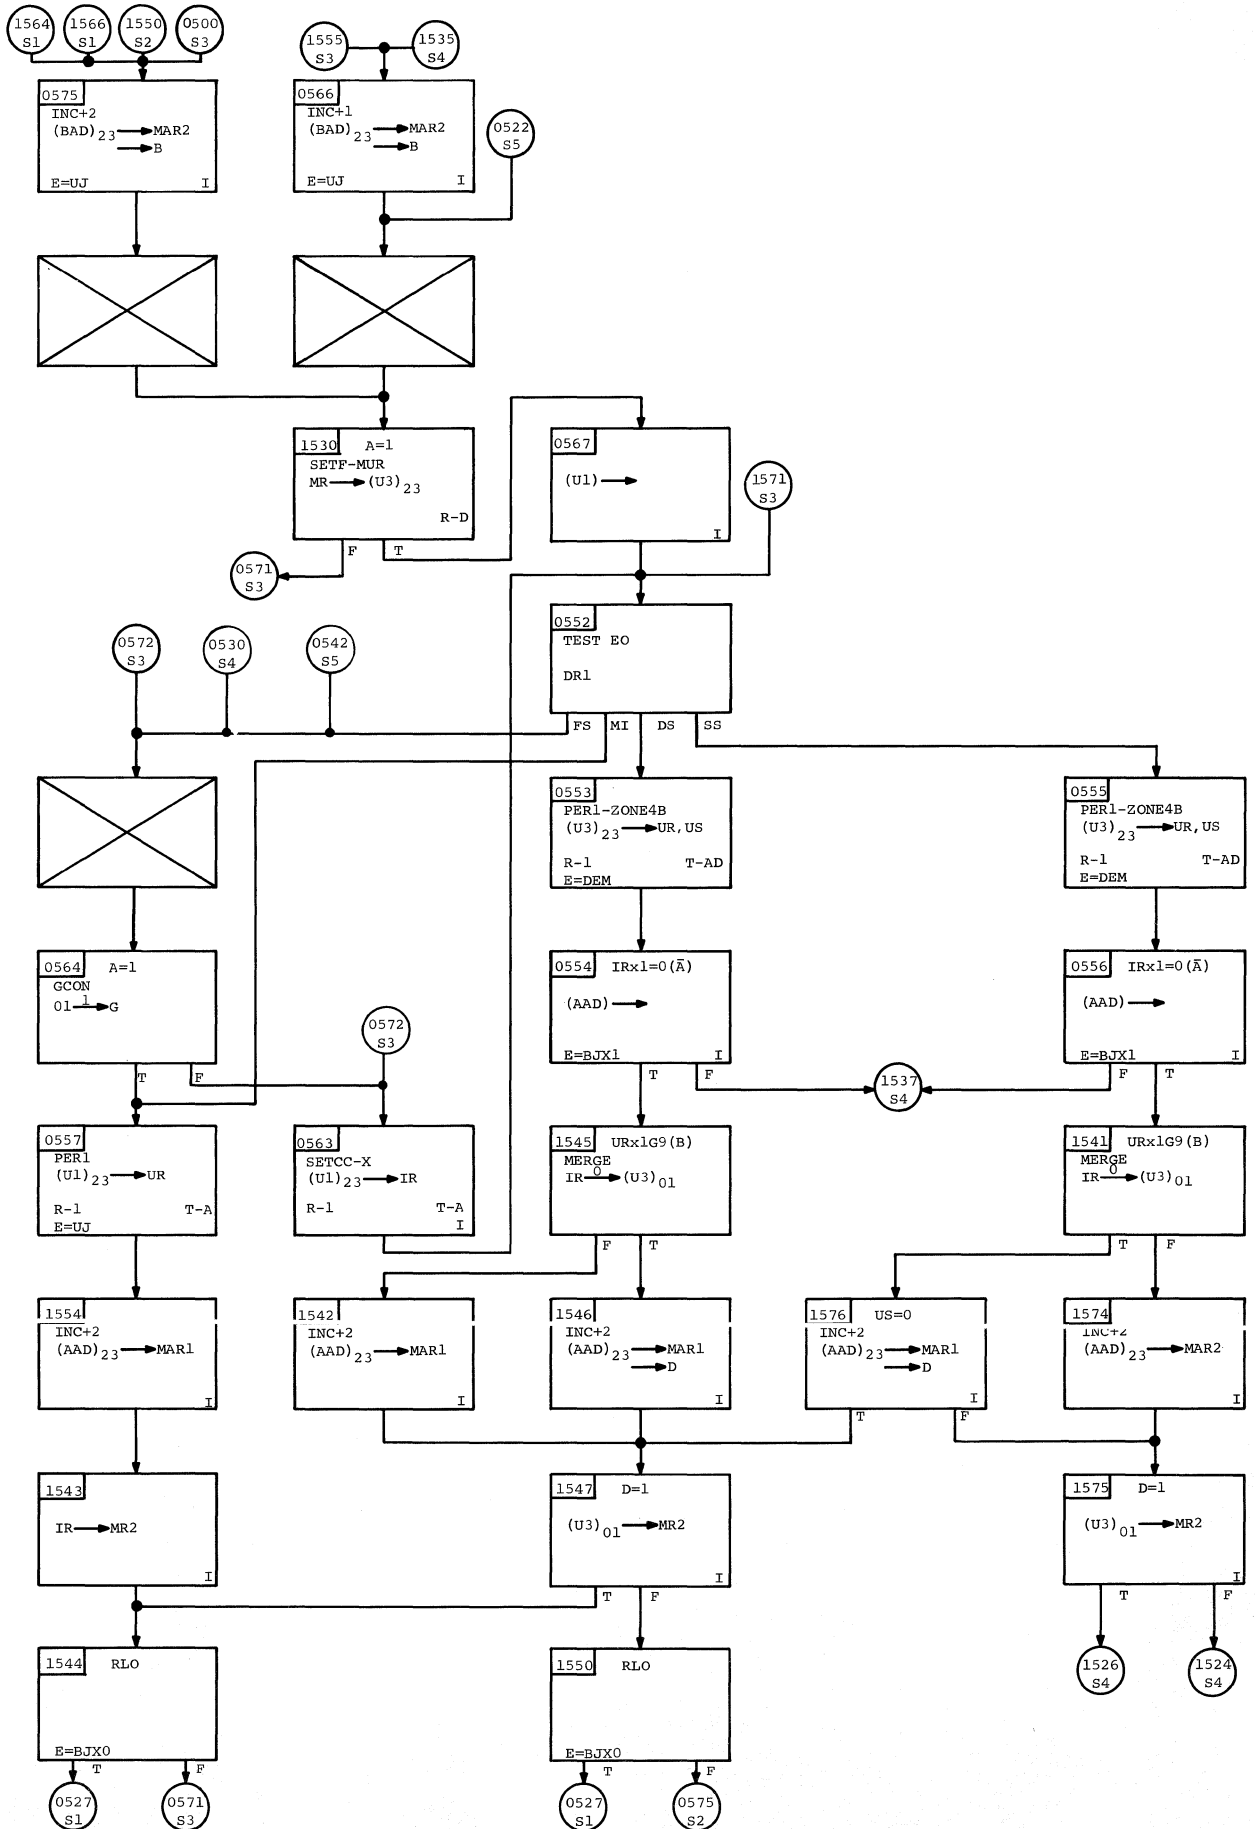 1564
S1
1566
S1
1550
S2
0500
S3
1555
S3
1535
S4
0575
INC+2
(BAD)23 → MAR2
→ B
E=UJ I
0566
INC+1
(BAD)23 → MAR2
→ B
E=UJ I
0522
S5
1530 A=1
SETF-MUR
MR → (U3)23
R-D
F T
0571
S3
0567
(U1) →
I
1571
S3
0552
TEST EO
DR1
FS MI DS SS
0572
S3
0530
S4
0542
S5
0553
PER1-ZONE4B
(U3)23 → UR,US
R-1 T-AD
E=DEM
0555
PER1-ZONE4B
(U3)23 → UR,US
R-1 T-AD
E=DEM
0564 A=1
GCON
01 1→ G
T F
0572
S3
0554 IRx1=0(Ā)
(AAD) →
E=BJX1 I
T F
0556 IRx1=0(Ā)
(AAD) →
E=BJX1 I
F T
1537
S4
0557
PER1
(U1)23 → UR
R-1 T-A
E=UJ
0563
SETCC-X
(U1)23 → IR
R-1 T-A
I
1545 URx1G9(B)
MERGE
IR 0→ (U3)01
F T
1541 URx1G9(B)
MERGE
IR 0→ (U3)01
T F
1554
INC+2
(AAD)23 → MAR1
I
1542
INC+2
(AAD)23 → MAR1
I
1546
INC+2
(AAD)23 → MAR1
→ D
I
1576 US=0
INC+2
(AAD)23 → MAR1
→ D
I
T F
1574
INC+2
(AAD)23 → MAR2
I
1543
IR → MR2
I
1547 D=1
(U3)01 → MR2
I
T F
1575 D=1
(U3)01 → MR2
I
T F
1544 RLO
E=BJX0
T F
1550 RLO
E=BJX0
T F
1526
S4
1524
S4
0527
S1
0571
S3
0527
S1
0575
S2